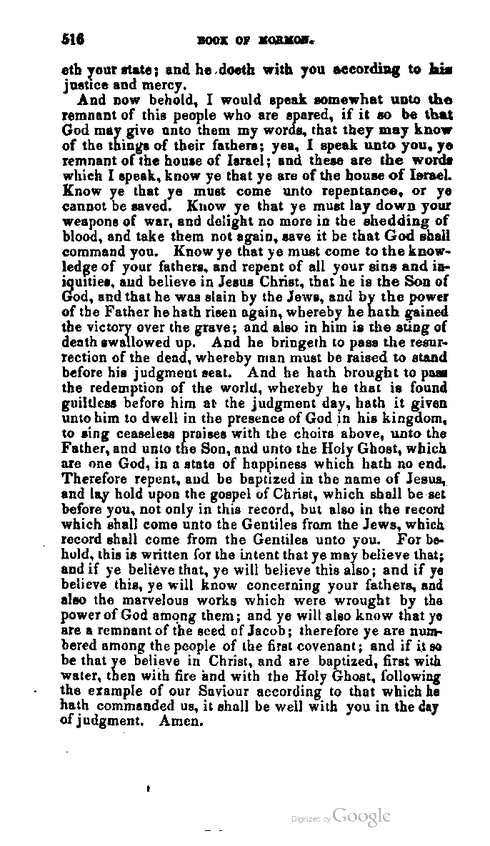 516 BOOK OF MORMON.
eth your state; and he doeth with you according to his
justice and mercy.
And now behold, I would speak somewhat unto the
remnant of this people who are spared, if it so be that
God may give unto them my words, that they may know
of the things of their fathers; yea, I speak unto you, ye
remnant of the house of Israel; and these are the words
which I speak, know ye that ye are of the house of Israel.
Know ye that ye must come unto repentance, or ye
cannot be saved. Know ye that ye must lay down your
weapons of war, and delight no more in the shedding of
blood, and take them not again, save it be that God shall
command you. Know ye that ye must come to the know-
ledge of your fathers, and repent of all your sins and in-
iquities, and believe in Jesus Christ, that he is the Son of
God, and that he was slain by the Jews, and by the power
of the Father he hath risen again, whereby he hath gained
the victory over the grave; and also in him is the sting of
death swallowed up. And he bringeth to pass the resur-
rection of the dead, whereby man must be raised to stand
before his judgment seat. And he hath brought to pass
the redemption of the world, whereby he that is found
guiltless before him at the judgment day, hath it given
unto him to dwell in the presence of God in his kingdom,
to sing ceaseless praises with the choirs above, unto the
Father, and unto the Son, and unto the Holy Ghost, which
are one God, in a state of happiness which hath no end.
Therefore repent, and be baptized in the name of Jesus,
and lay hold upon the gospel of Christ, which shall be set
before you, not only in this record, but also in the record
which shall come unto the Gentiles from the Jews, which
record shall come from the Gentiles unto you. For be-
hold, this is written for the intent that ye may believe that;
and if ye believe that, ye will believe this also; and if ye
believe this, ye will know concerning your fathers, and
also the marvelous works which were wrought by the
power of God among them; and ye will also know that ye
are a remnant of the seed of Jacob; therefore ye are num-
bered among the people of the first covenant; and if it so
be that ye believe in Christ, and are baptized, first with
water, then with fire and with the Holy Ghost, following
the example of our Saviour according to that which he
hath commanded us, it shall be well with you in the day
of judgment. Amen.
Digitized by Google